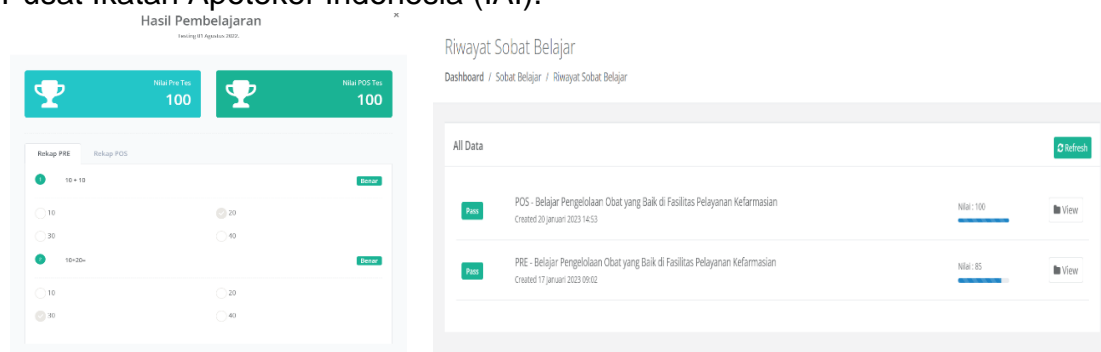 Pusat Ikatan Apoteker Indonesia (IAI).
Hasil Pembelajaran
×
Testing 01 Agustus 2022,
Nilai Pre Tes
100
Nilai POS Tes
100
Rekap PRE
Rekap POS
10 + 10
Benar
10
20
30
40
10+20=
Benar
10
20
30
40
Riwayat Sobat Belajar
Dashboard / Sobat Belajar / Riwayat Sobat Belajar
All Data
Refresh
Pass
POS - Belajar Pengelolaan Obat yang Baik di Fasilitas Pelayanan Kefarmasian
Created 20 Januari 2023 14:53
Nilai : 100
View
Pass
PRE - Belajar Pengelolaan Obat yang Baik di Fasilitas Pelayanan Kefarmasian
Created 17 Januari 2023 09:02
Nilai : 85
View